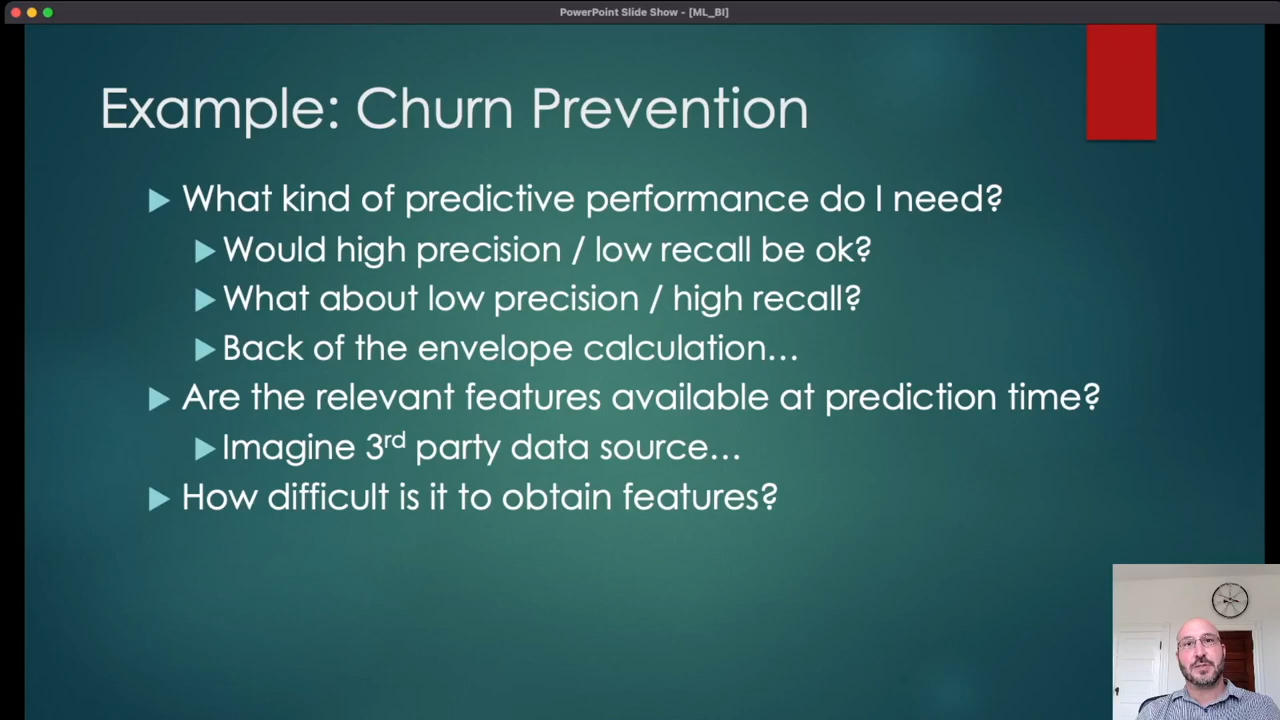 PowerPoint Slide Show - [ML_BI]
Example: Churn Prevention
What kind of predictive performance do I need?
Would high precision / low recall be ok?
What about low precision / high recall?
Back of the envelope calculation...
Are the relevant features available at prediction time?
Imagine 3rd party data source...
How difficult is it to obtain features?